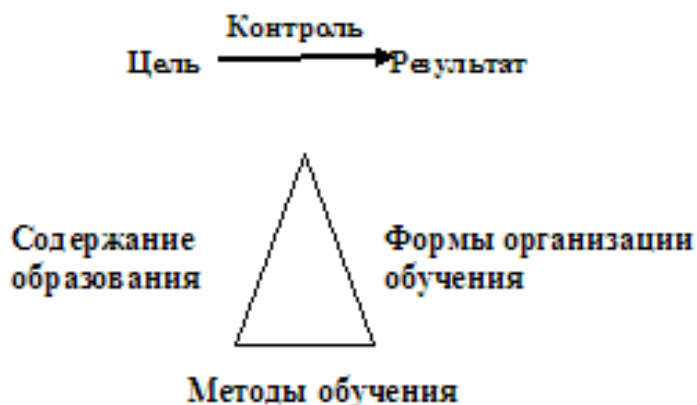 Контроль
Цель Результат
Содержание
образования
Формы организации
обучения
Методы обучения